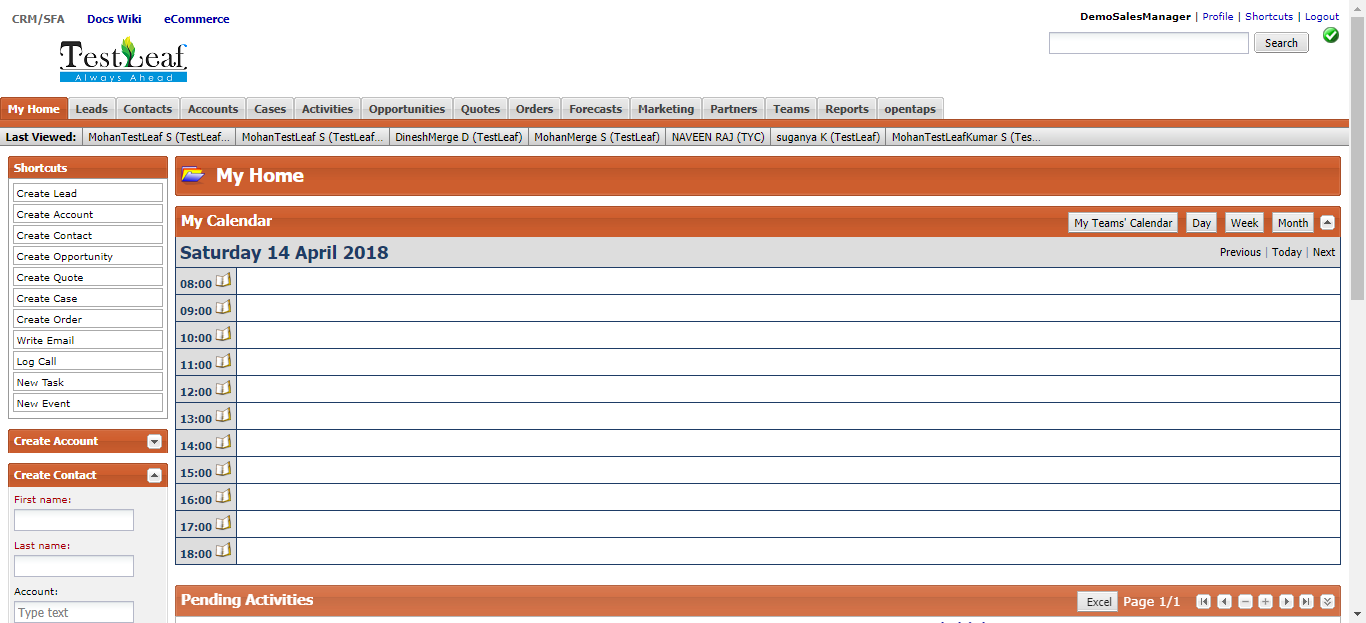 CRM/SFA Docs Wiki eCommerce
DemoSalesManager | Profile | Shortcuts | Logout
Search
TestLeaf
Always Ahead
My Home Leads Contacts Accounts Cases Activities Opportunities Quotes Orders Forecasts Marketing Partners Teams Reports opentaps
Last Viewed: MohanTestLeaf S (TestLeaf... MohanTestLeaf S (TestLeaf... DineshMerge D (TestLeaf) MohanMerge S (TestLeaf) NAVEEN RAJ (TYC) suganya K (TestLeaf) MohanTestLeafKumar S (Tes...
Shortcuts
Create Lead
Create Account
Create Contact
Create Opportunity
Create Quote
Create Case
Create Order
Write Email
Log Call
New Task
New Event
Create Account
Create Contact
First name:
Last name:
Account:
Type text
My Home
My Calendar
My Teams' Calendar Day Week Month
Saturday 14 April 2018
Previous | Today | Next
08:00
09:00
10:00
11:00
12:00
13:00
14:00
15:00
16:00
17:00
18:00
Pending Activities
Excel Page 1/1